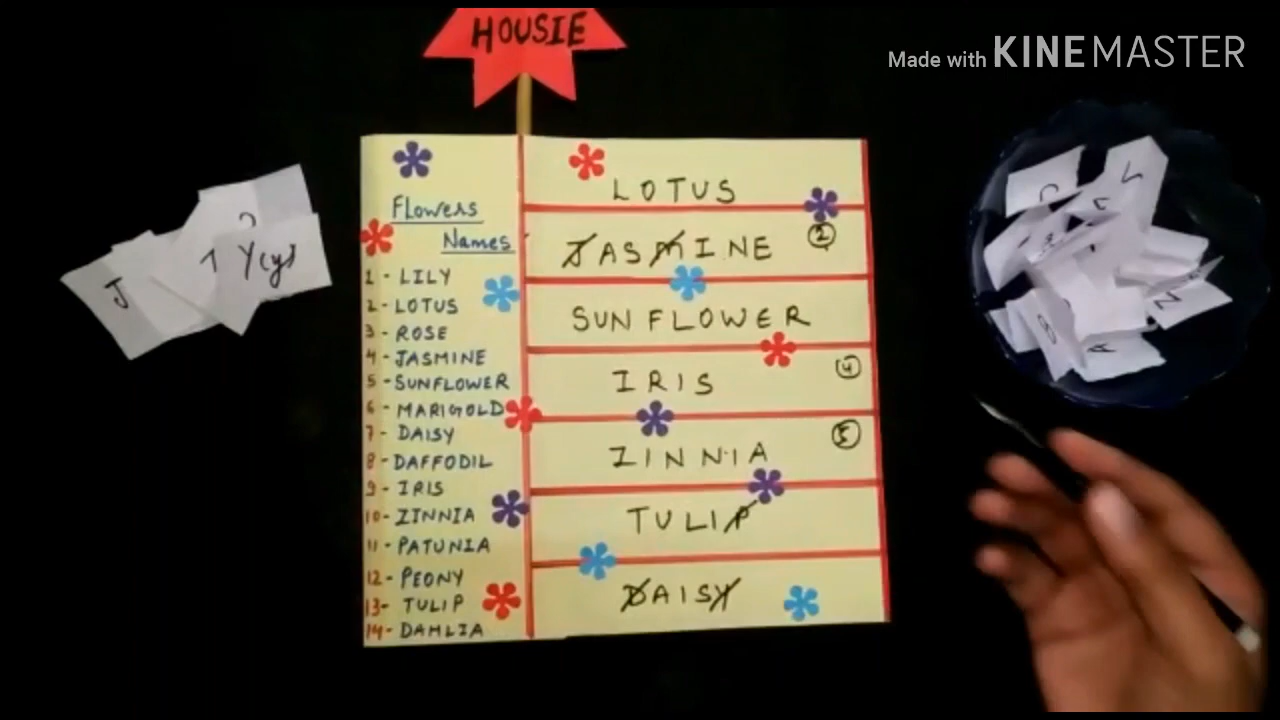 HOUSIE
Made with KINEMASTER
Flowers
Names
1 - LILY
2 - LOTUS
3 - ROSE
4 - JASMINE
5 - SUNFLOWER
6 - MARIGOLD
7 - DAISY
8 - DAFFODIL
9 - IRIS
10 - ZINNIA
11 - PATUNIA
12 - PEONY
13 - TULIP
14 - DAHLIA
LOTUS
JASMINE 2
SUNFLOWER
IRIS 4
ZINNIA 5
TULIP
DAISY
J
Y(y)
N
A